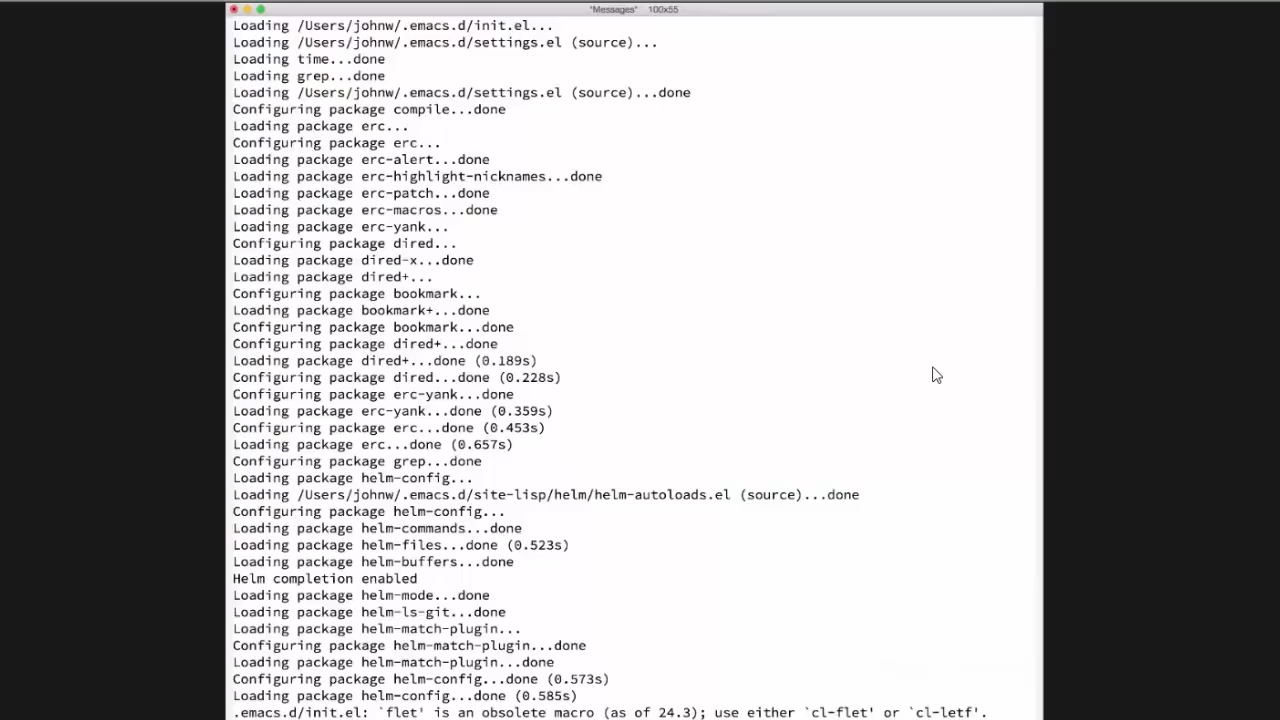 "Messages" 100x55
Loading /Users/johnw/.emacs.d/init.el...
Loading /Users/johnw/.emacs.d/settings.el (source)...
Loading time...done
Loading grep...done
Loading /Users/johnw/.emacs.d/settings.el (source)...done
Configuring package compile...done
Loading package erc...
Configuring package erc...
Loading package erc-alert...done
Loading package erc-highlight-nicknames...done
Loading package erc-patch...done
Loading package erc-macros...done
Loading package erc-yank...
Configuring package dired...
Loading package dired-x...done
Loading package dired+...
Configuring package bookmark...
Loading package bookmark+...done
Configuring package bookmark...done
Configuring package dired+...done
Loading package dired+...done (0.189s)
Configuring package dired...done (0.228s)
Configuring package erc-yank...done
Loading package erc-yank...done (0.359s)
Configuring package erc...done (0.453s)
Loading package erc...done (0.657s)
Configuring package grep...done
Loading package helm-config...
Loading /Users/johnw/.emacs.d/site-lisp/helm/helm-autoloads.el (source)...done
Configuring package helm-config...
Loading package helm-commands...done
Loading package helm-files...done (0.523s)
Loading package helm-buffers...done
Helm completion enabled
Loading package helm-mode...done
Loading package helm-ls-git...done
Loading package helm-match-plugin...
Configuring package helm-match-plugin...done
Loading package helm-match-plugin...done
Configuring package helm-config...done (0.573s)
Loading package helm-config...done (0.585s)
.emacs.d/init.el: `flet' is an obsolete macro (as of 24.3); use either `cl-flet' or `cl-letf'.